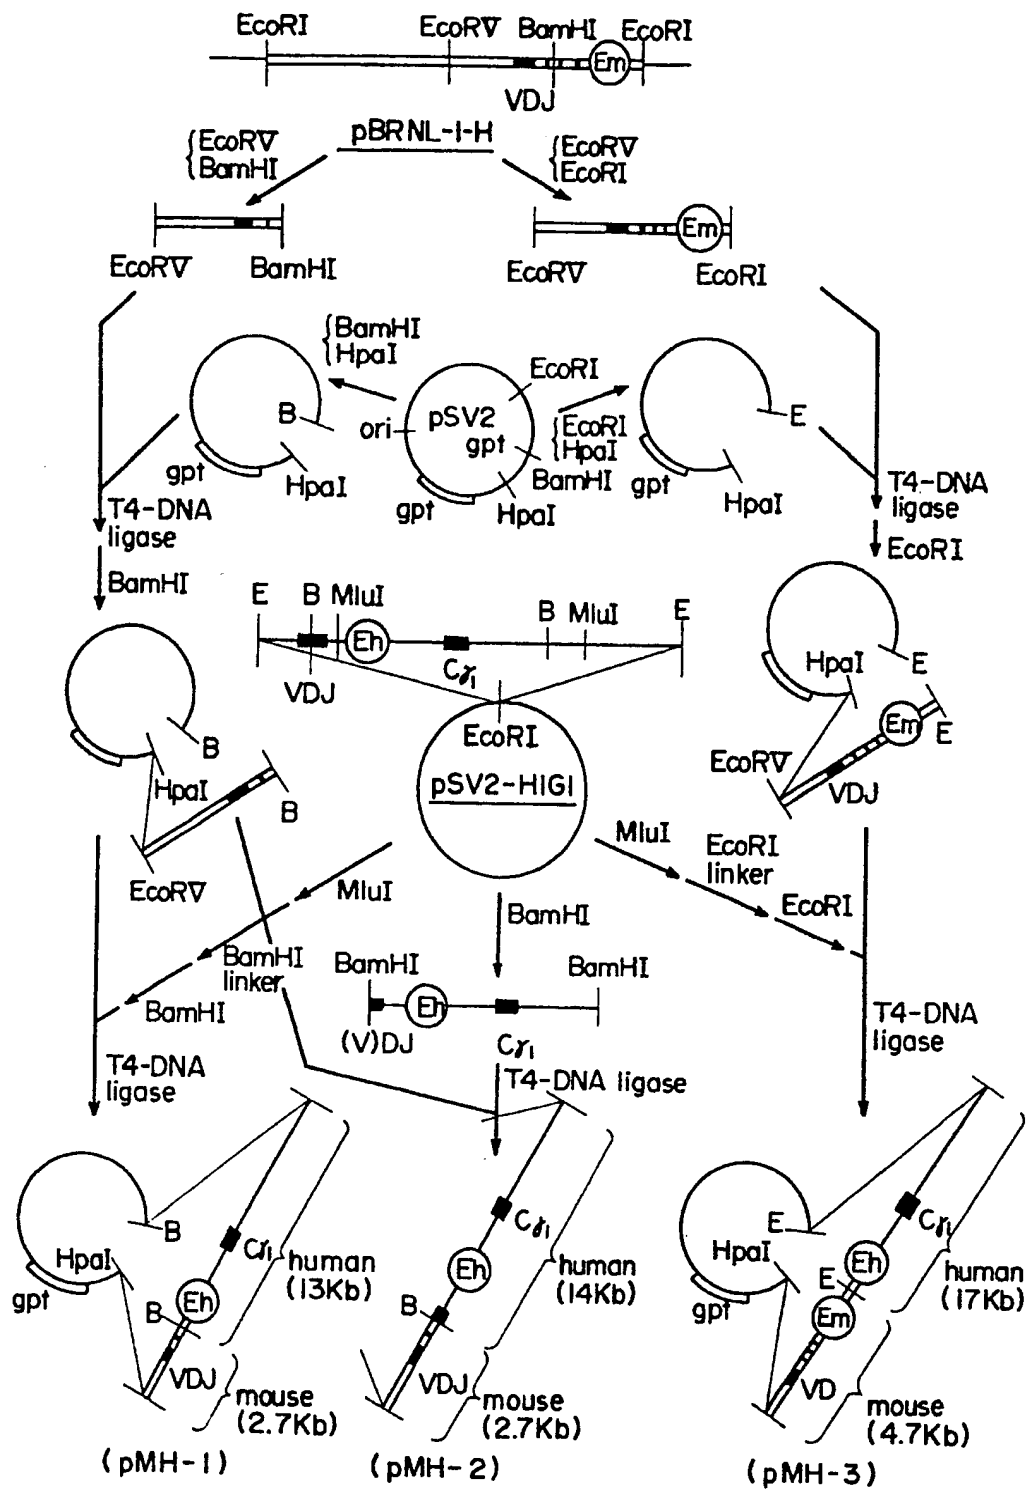 EcoRI EcoRV BamHI EcoRI
Em
VDJ
pBRNL-1-H
EcoRV
BamHI
EcoRV
EcoRI
Em
EcoRV BamHI
EcoRV EcoRI
BamHI
HpaI
EcoRI
ori
pSV2
gpt
EcoRI
HpaI
BamHI
B
E
gpt
HpaI
gpt
HpaI
gpt
HpaI
T4-DNA
ligase
T4-DNA
ligase
BamHI
EcoRI
E B MluI B MluI E
Eh
Cγ1
VDJ
EcoRI
pSV2-HIGI
B
HpaI
B
EcoRV
HpaI
E
Em
E
EcoRV
VDJ
MluI
EcoRI
linker
EcoRI
MluI
BamHI
BamHI
linker
BamHI
BamHI
BamHI
Eh
(V)DJ
Cγ1
T4-DNA
ligase
T4-DNA ligase
T4-DNA
ligase
B
HpaI
gpt
Cγ1
Eh
B
VDJ
human
(13Kb)
mouse
(2.7Kb)
(pMH-1)
Cγ1
Eh
B
VDJ
human
(14Kb)
mouse
(2.7Kb)
(pMH-2)
E
HpaI
gpt
Cγ1
Eh
E
Em
VD
human
(17Kb)
mouse
(4.7Kb)
(pMH-3)